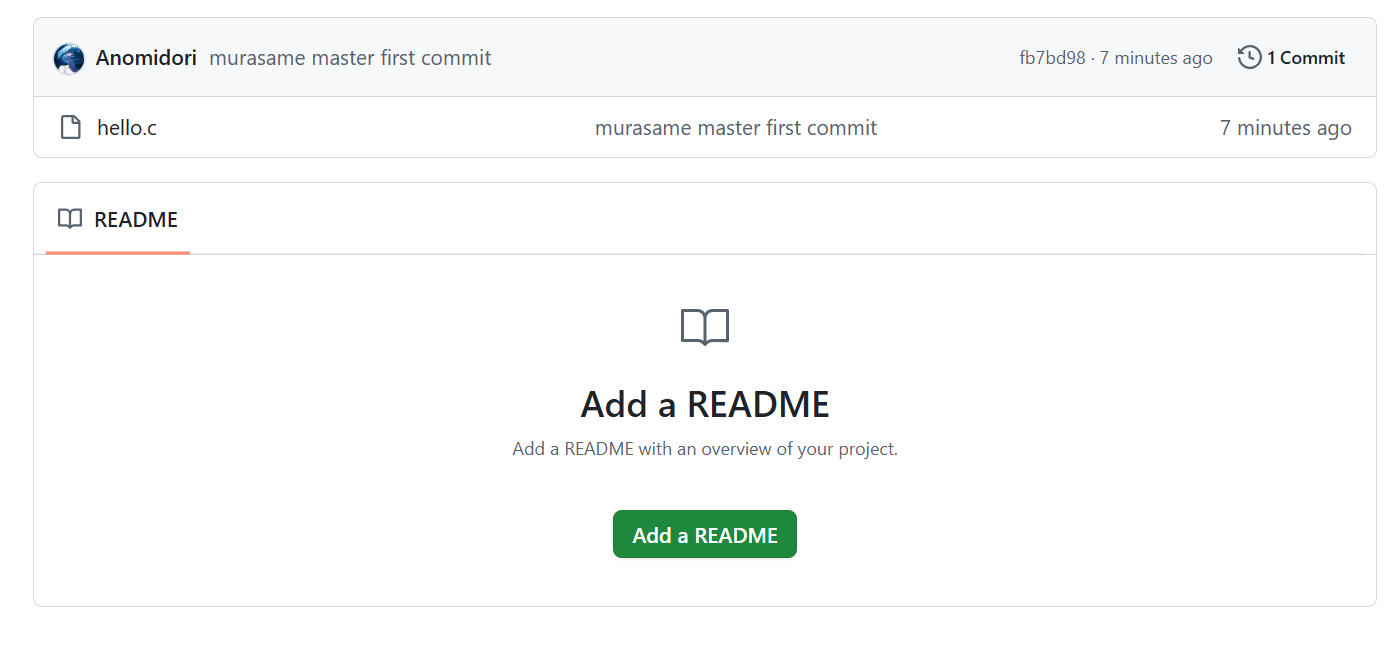 Anomidori murasame master first commit fb7bd98 · 7 minutes ago 1 Commit
hello.c murasame master first commit 7 minutes ago
README
Add a README
Add a README with an overview of your project.
Add a README